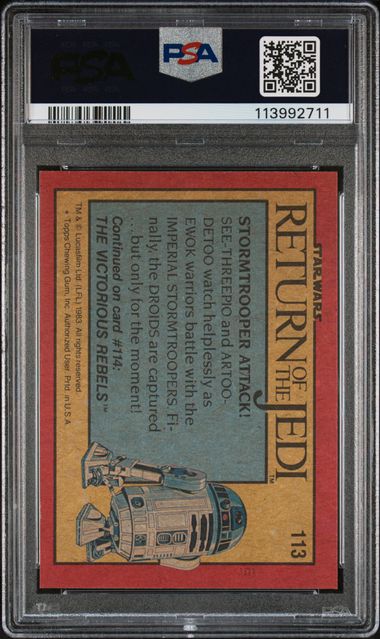 PSA
PSA
113992711
STAR WARS
RETURN OF
THE JEDI™
113
STORMTROOPER ATTACK!
SEE-THREEPIO and ARTOO-
DETOO watch helplessly as
EWOK warriors battle with the
IMPERIAL STORMTROOPERS. Fi-
nally the DROIDS are captured
... but only for the moment!
Continued on card #114:
THE VICTORIOUS REBELS™
TM & © Lucasfilm Ltd. (LFL) 1983. All rights reserved.
* Topps Chewing Gum, Inc. Authorized User. Prtd. in U.S.A.